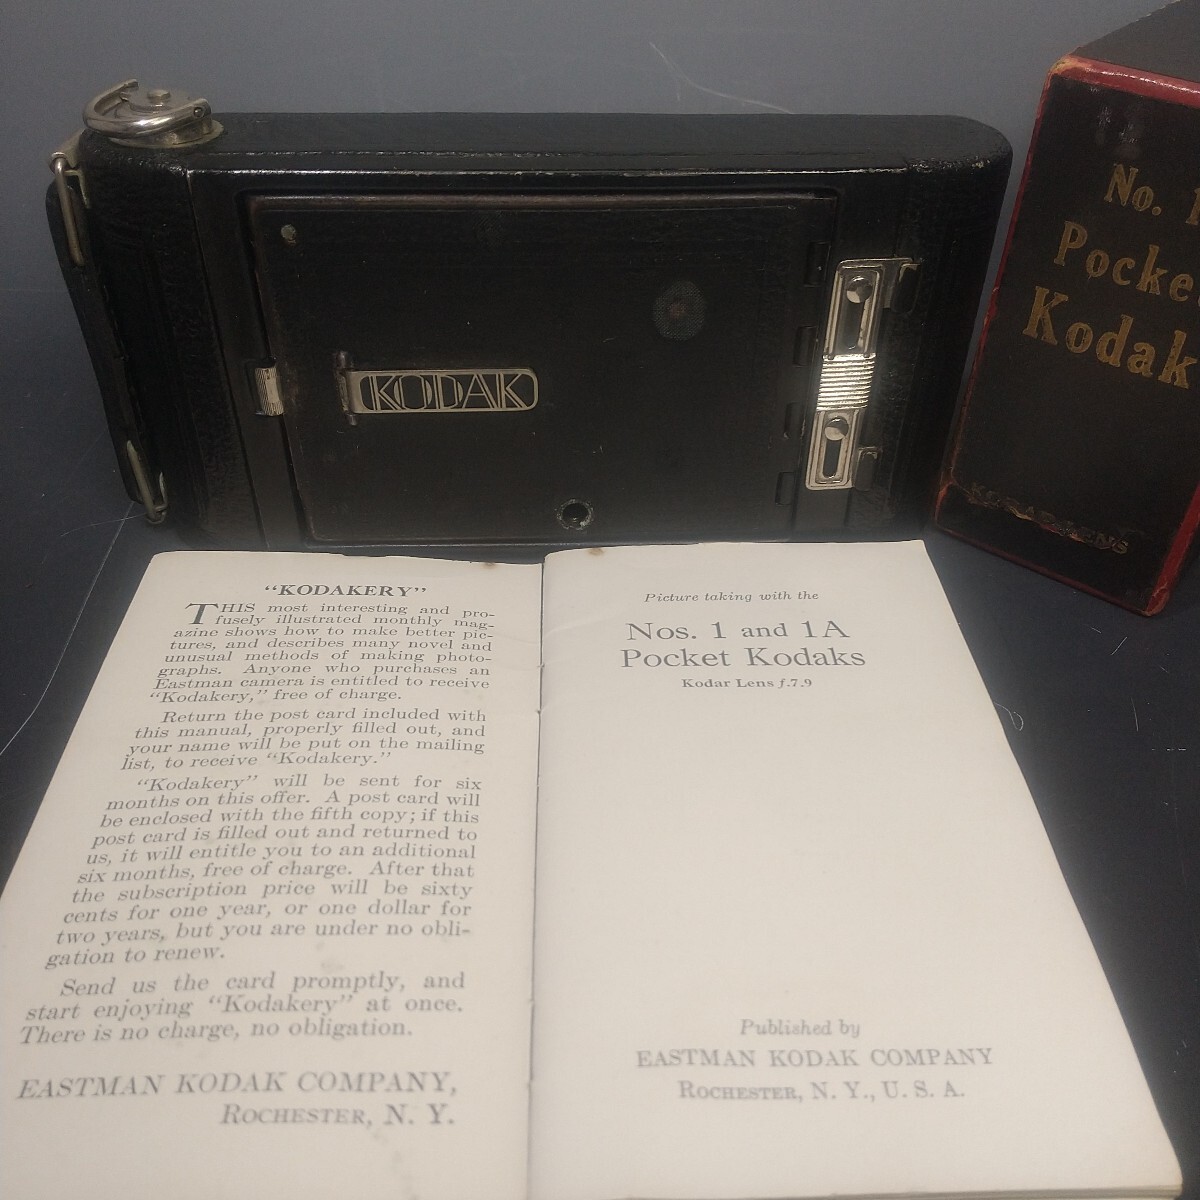 KODAK
No. 1
Pocke
Kodak
KODAR LENS
"KODAKERY"
THIS most interesting and pro-
fusely illustrated monthly mag-
azine shows how to make better pic-
tures, and describes many novel and
unusual methods of making photo-
graphs. Anyone who purchases an
Eastman camera is entitled to receive
"Kodakery," free of charge.
Return the post card included with
this manual, properly filled out, and
your name will be put on the mailing
list, to receive "Kodakery."
"Kodakery" will be sent for six
months on this offer. A post card will
be enclosed with the fifth copy; if this
post card is filled out and returned to
us, it will entitle you to an additional
six months, free of charge. After that
the subscription price will be sixty
cents for one year, or one dollar for
two years, but you are under no obli-
gation to renew.
Send us the card promptly, and
start enjoying "Kodakery" at once.
There is no charge, no obligation.
EASTMAN KODAK COMPANY,
ROCHESTER, N. Y.
Picture taking with the
Nos. 1 and 1A
Pocket Kodaks
Kodar Lens f.7.9
Published by
EASTMAN KODAK COMPANY
ROCHESTER, N. Y., U. S. A.